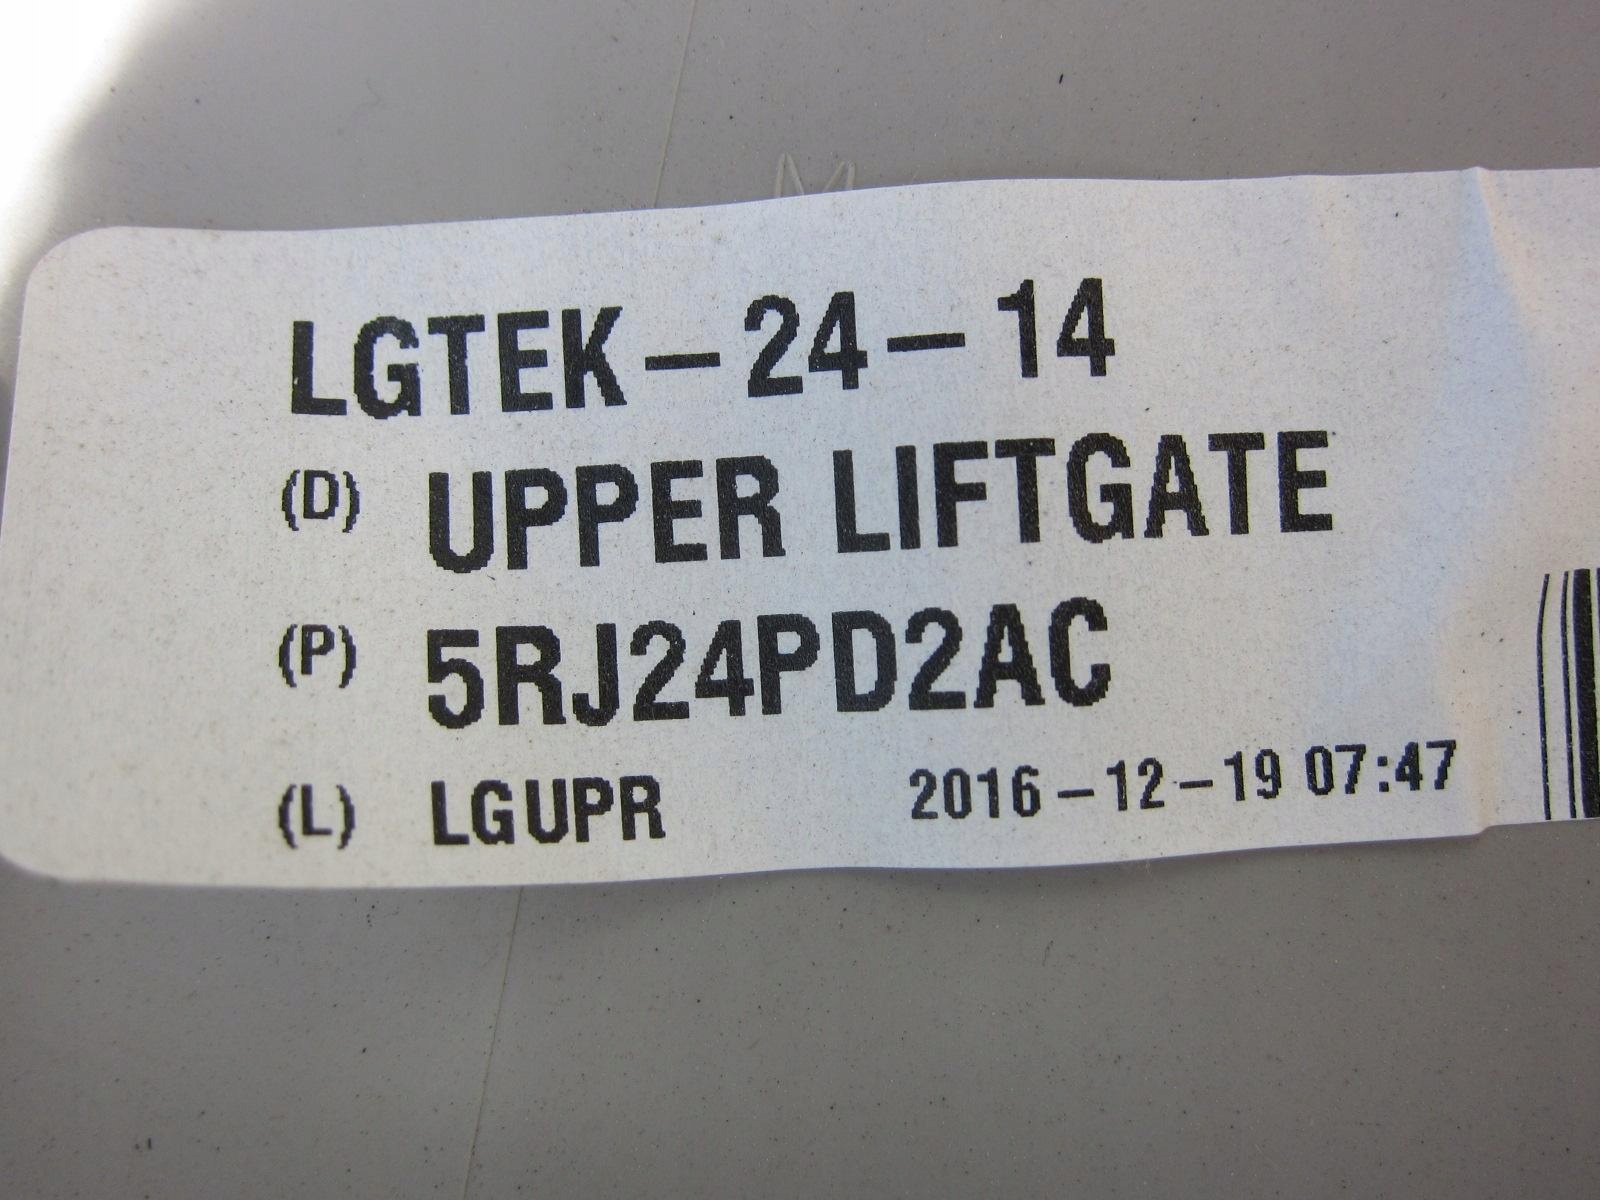 LGTEK-24-14
(D) UPPER LIFTGATE
(P) 5RJ24PD2AC
(L) LGUPR 2016-12-19 07:47